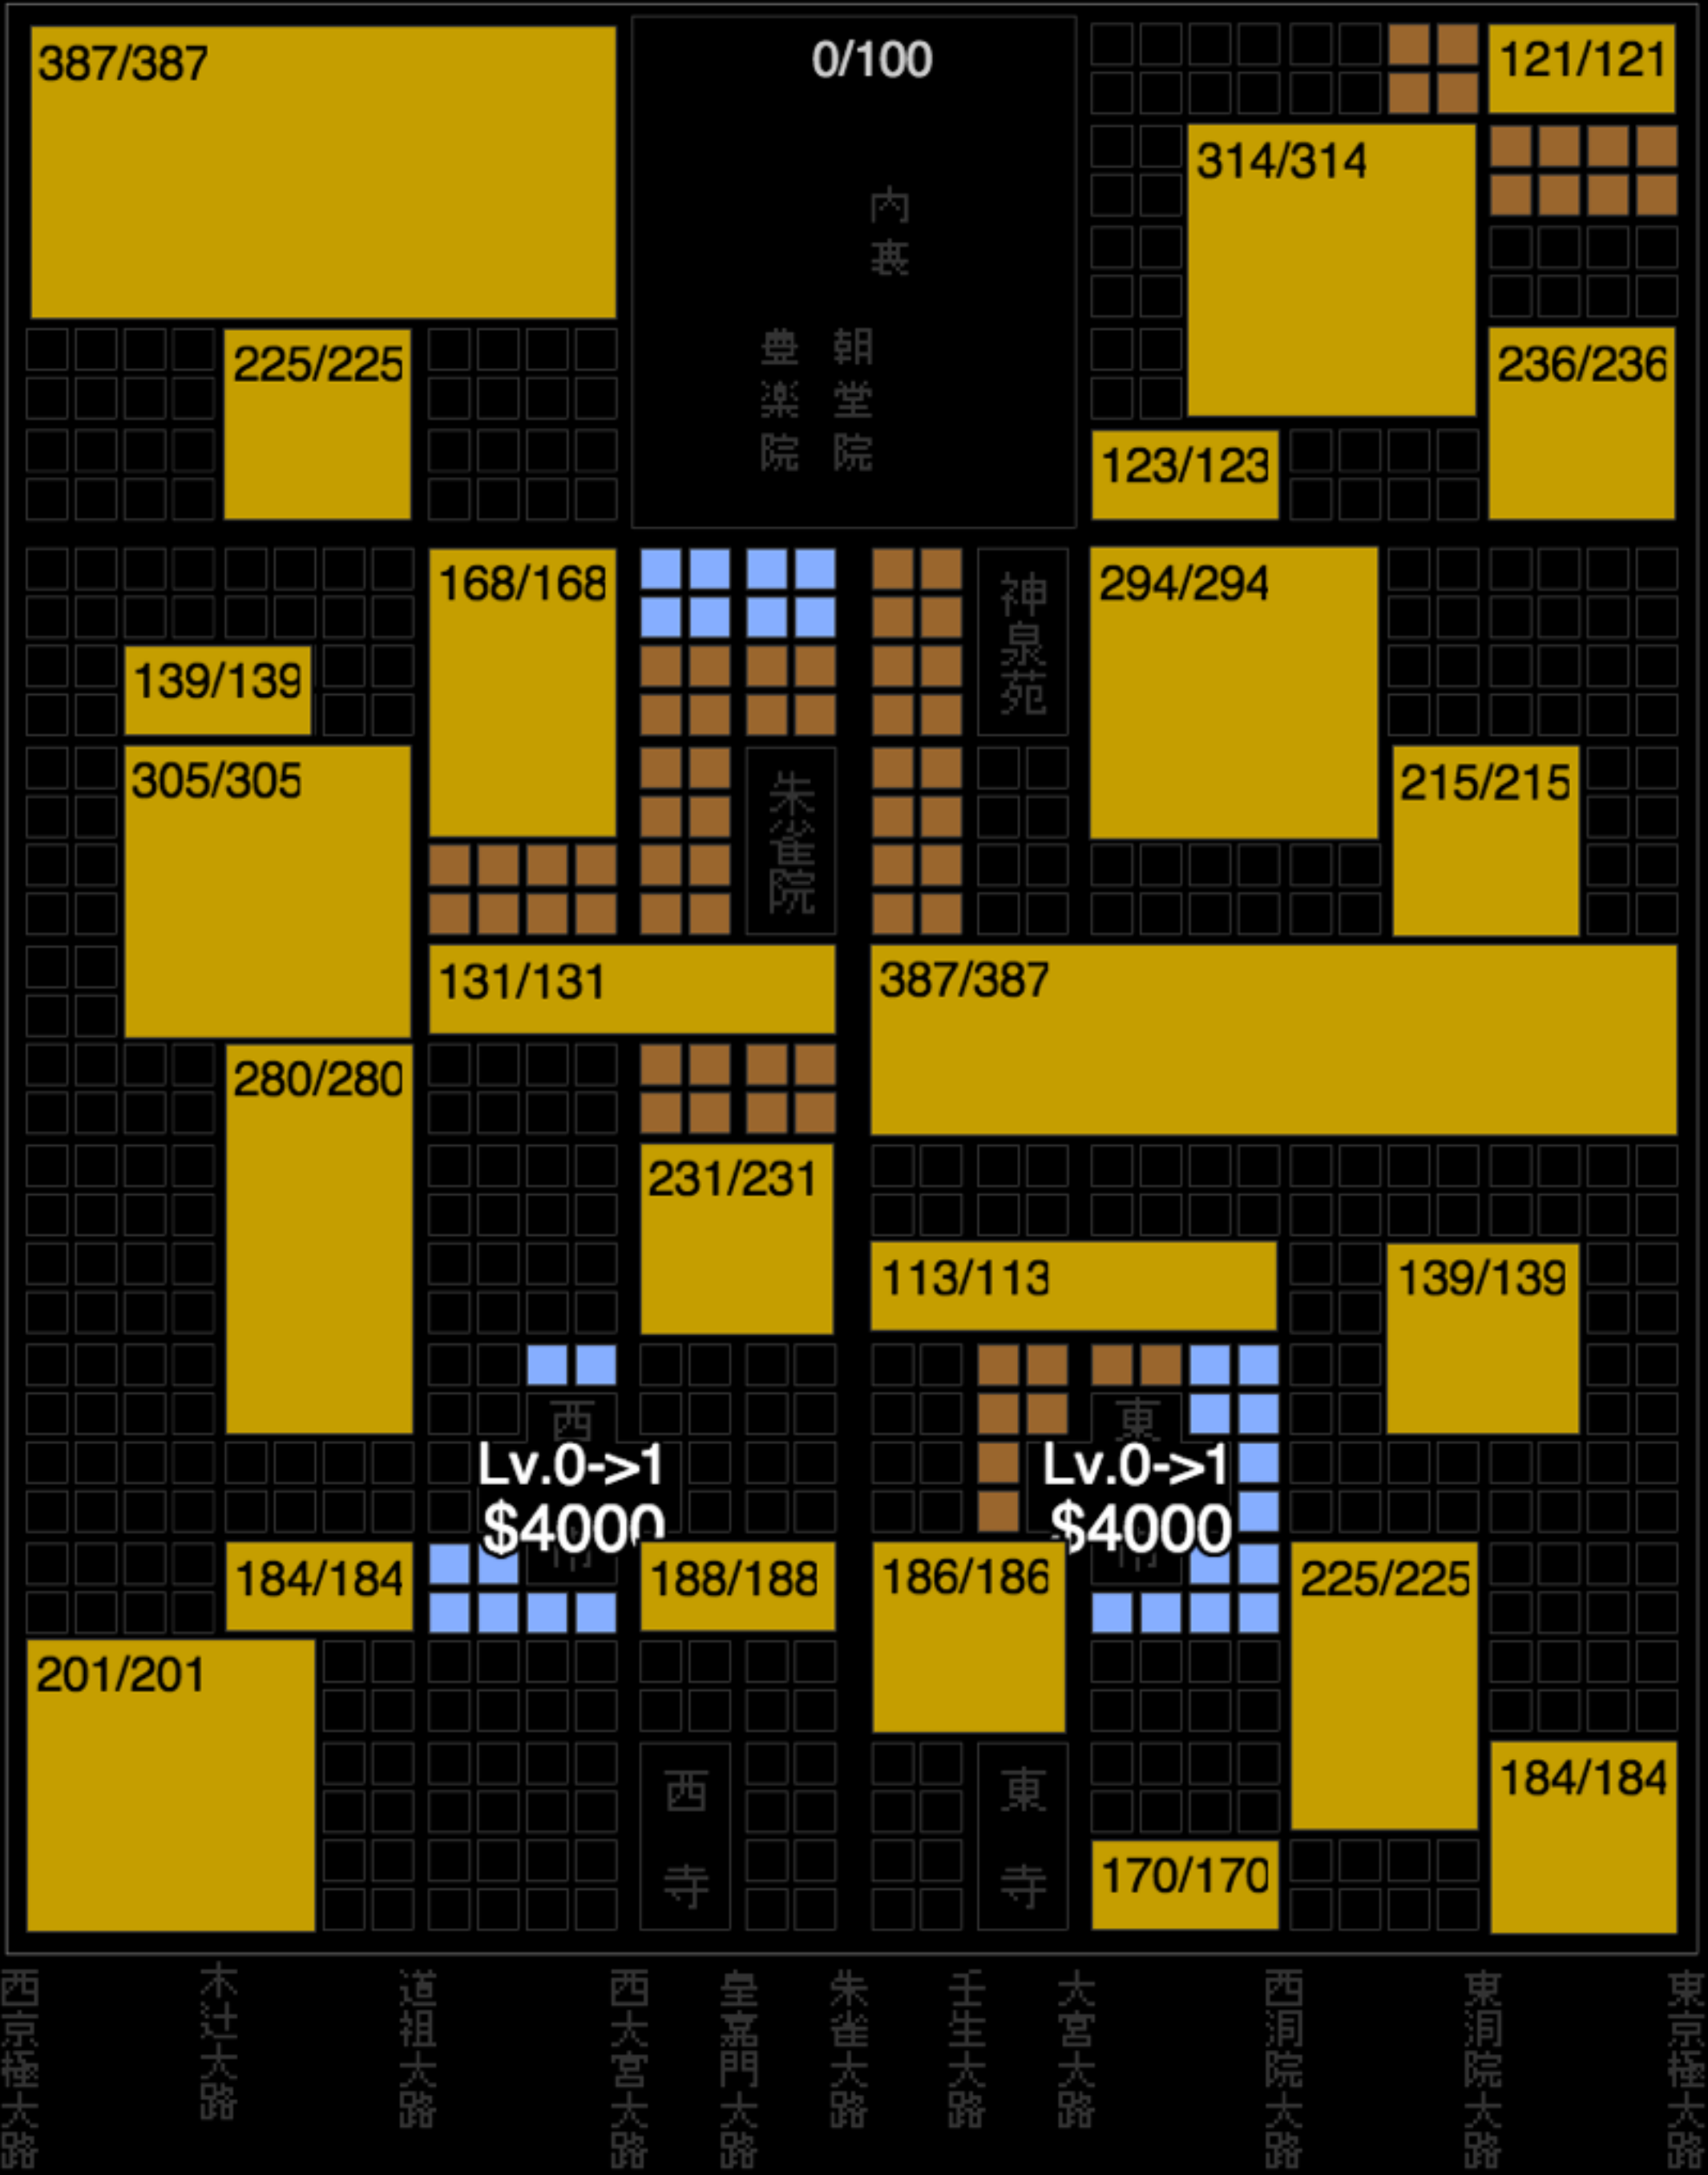 387/387
0/100
121/121
314/314
内裏
225/225
236/236
豊楽院
朝堂院
123/123
168/168
294/294
神泉苑
139/139
305/305
215/215
朱雀院
131/131
387/387
280/280
231/231
113/113
139/139
西
東
Lv.0->1
$4000
Lv.0->1
$4000
184/184
188/188
186/186
225/225
201/201
184/184
西寺
東寺
170/170
西京極大路
木辻大路
道祖大路
西大宮大路
皇嘉門大路
朱雀大路
壬生大路
大宮大路
西洞院大路
東洞院大路
東京極大路